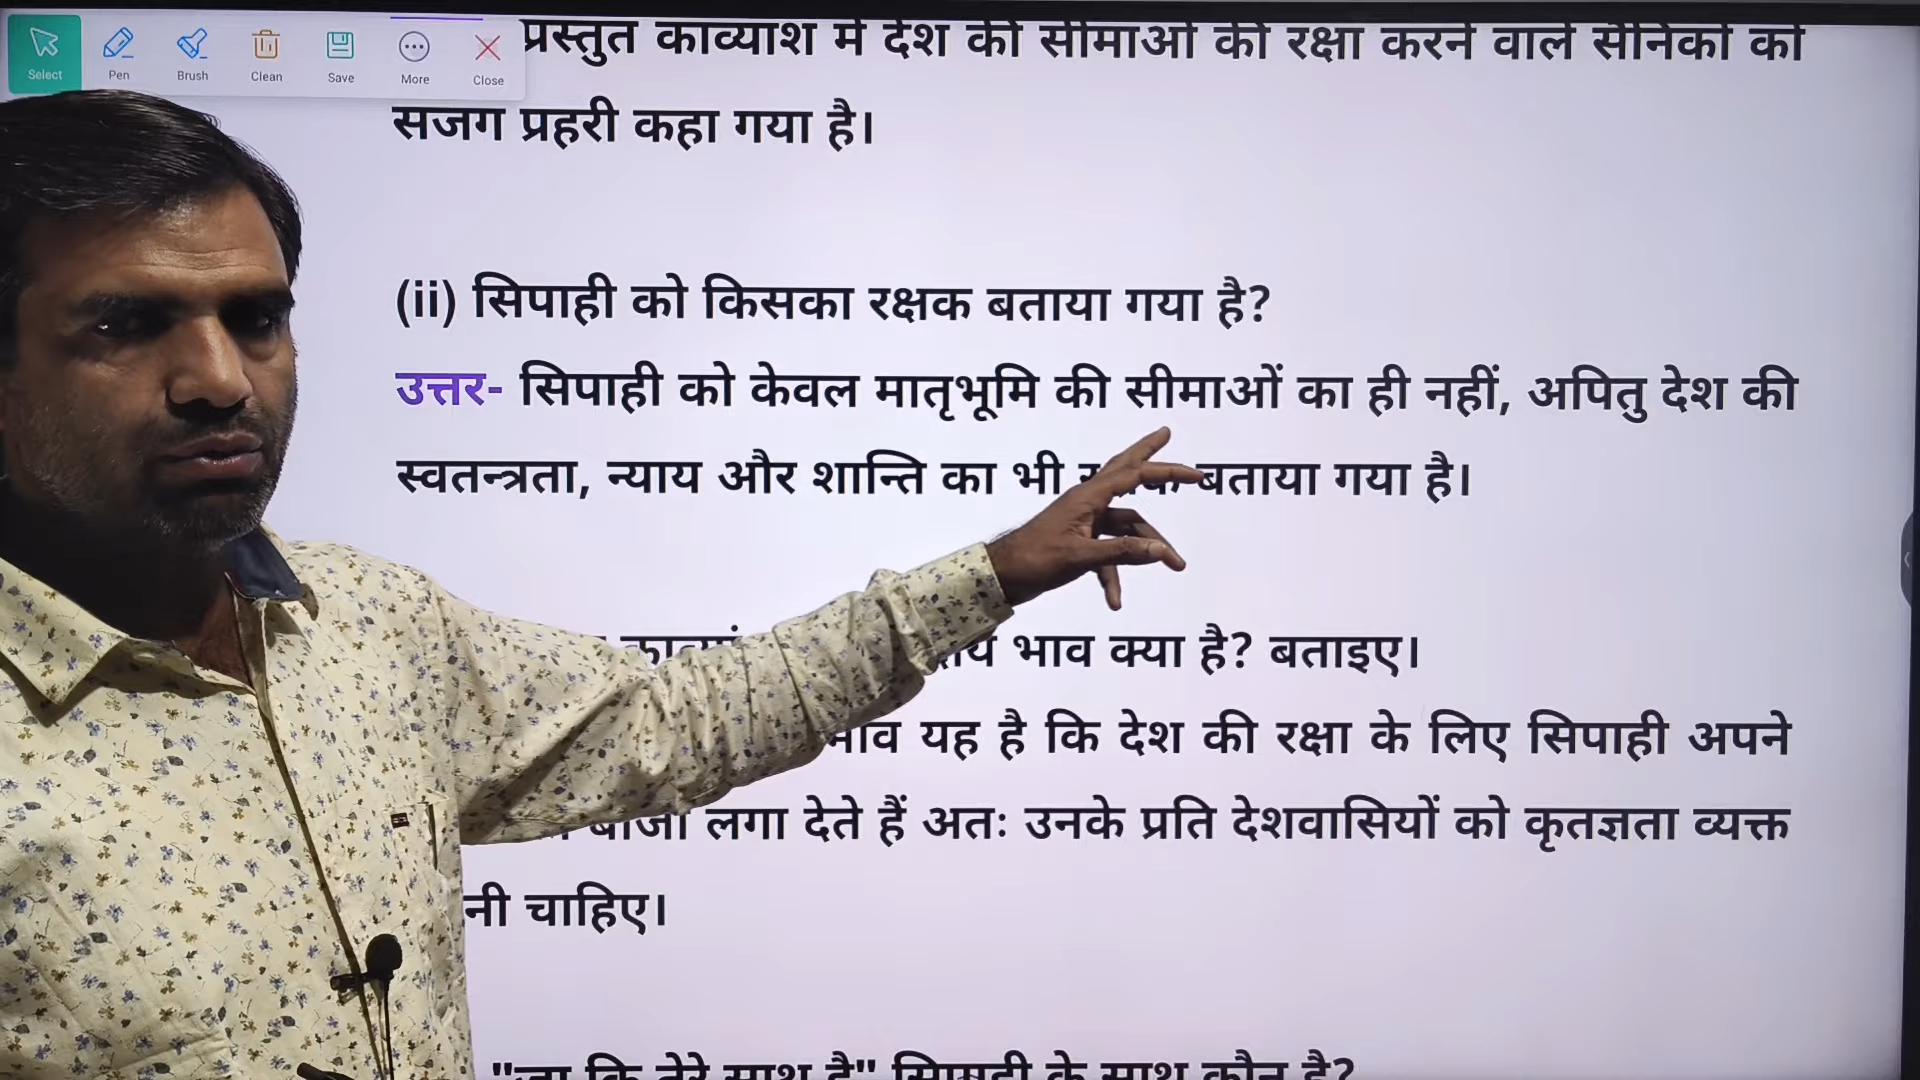 Select Pen Brush Clean Save More Close
प्रस्तुत काव्यांश में देश की सीमाओं की रक्षा करने वाले सैनिकों को
सजग प्रहरी कहा गया है।
(ii) सिपाही को किसका रक्षक बताया गया है?
उत्तर- सिपाही को केवल मातृभूमि की सीमाओं का ही नहीं, अपितु देश की
स्वतन्त्रता, न्याय और शान्ति का भी बताया गया है।
भाव क्या है? बताइए।
भाव यह है कि देश की रक्षा के लिए सिपाही अपने
बाजी लगा देते हैं अतः उनके प्रति देशवासियों को कृतज्ञता व्यक्त
चाहिए।
"जो कि तेरे साथ है" सिपाही के साथ कौन है?